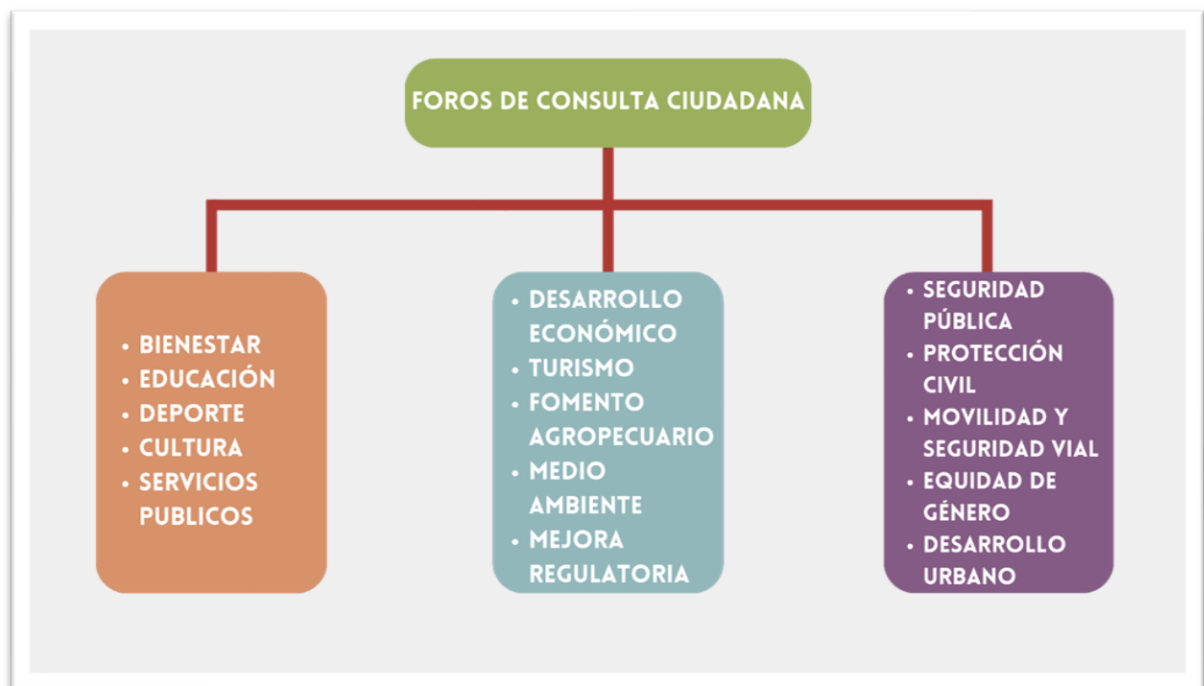 FOROS DE CONSULTA CIUDADANA
• BIENESTAR
• EDUCACIÓN
• DEPORTE
• CULTURA
• SERVICIOS
PUBLICOS
• DESARROLLO
ECONÓMICO
• TURISMO
• FOMENTO
AGROPECUARIO
• MEDIO
AMBIENTE
• MEJORA
REGULATORIA
• SEGURIDAD
PÚBLICA
• PROTECCIÓN
CIVIL
• MOVILIDAD Y
SEGURIDAD VIAL
• EQUIDAD DE
GÉNERO
• DESARROLLO
URBANO